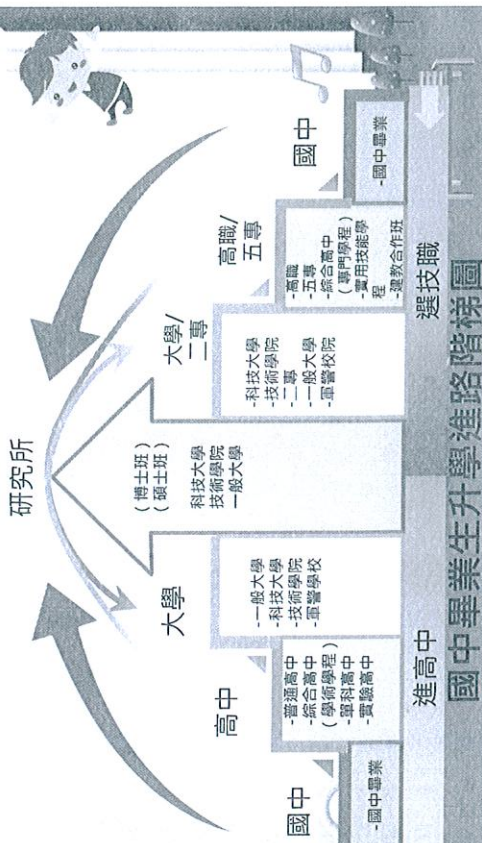 研究所
(博士班)
(碩士班)
科技大學
技術學院
一般大學
大學
-一般大學
-科技大學
-技術學院
-軍警學校
高中
-普通高中
-綜合高中
(學術學程)
-單科高中
-實驗高中
國中
-國中畢業
進高中
大學/
二專
-科技大學
-技術學院
-二專
-一般大學
-軍警校院
高職/
五專
-高職
-五專
-綜合高中
(專門學程)
-實用技能學
程
-建教合作班
國中
-國中畢業
選技職
國中畢業生升學進路階梯圖